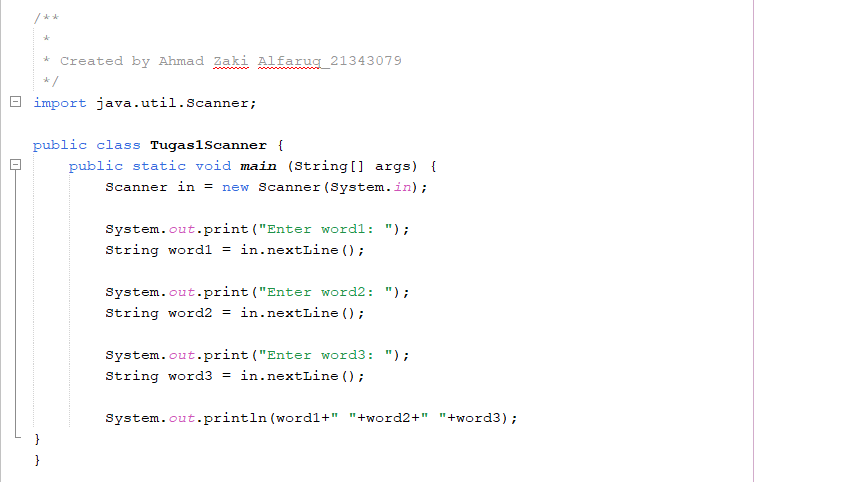 /**
*
* Created by Ahmad Zaki Alfaruq_21343079
*/
import java.util.Scanner;
public class Tugas1Scanner {
public static void main (String[] args) {
Scanner in = new Scanner(System.in);
System.out.print("Enter word1: ");
String word1 = in.nextLine();
System.out.print("Enter word2: ");
String word2 = in.nextLine();
System.out.print("Enter word3: ");
String word3 = in.nextLine();
System.out.println(word1+" "+word2+" "+word3);
}
}